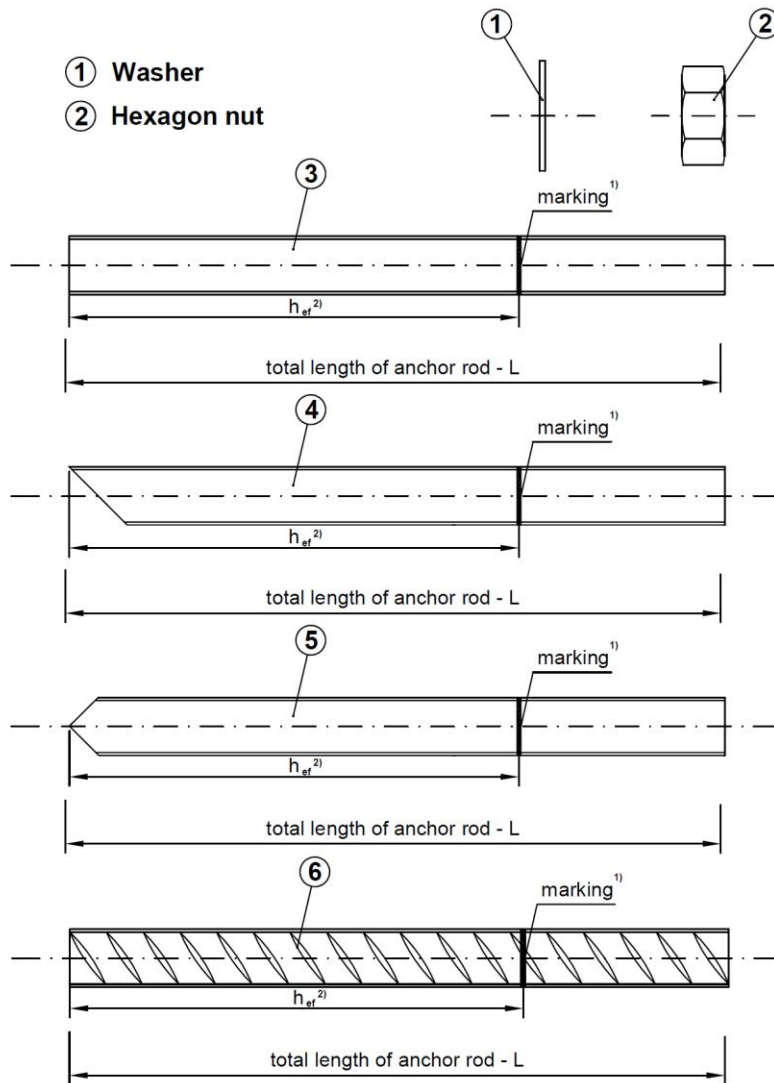 ① Washer
② Hexagon nut
①
②
③
marking¹⁾
hₑf²⁾
total length of anchor rod - L
④
marking¹⁾
hₑf²⁾
total length of anchor rod - L
⑤
marking¹⁾
hₑf²⁾
total length of anchor rod - L
⑥
marking¹⁾
hₑf²⁾
total length of anchor rod - L